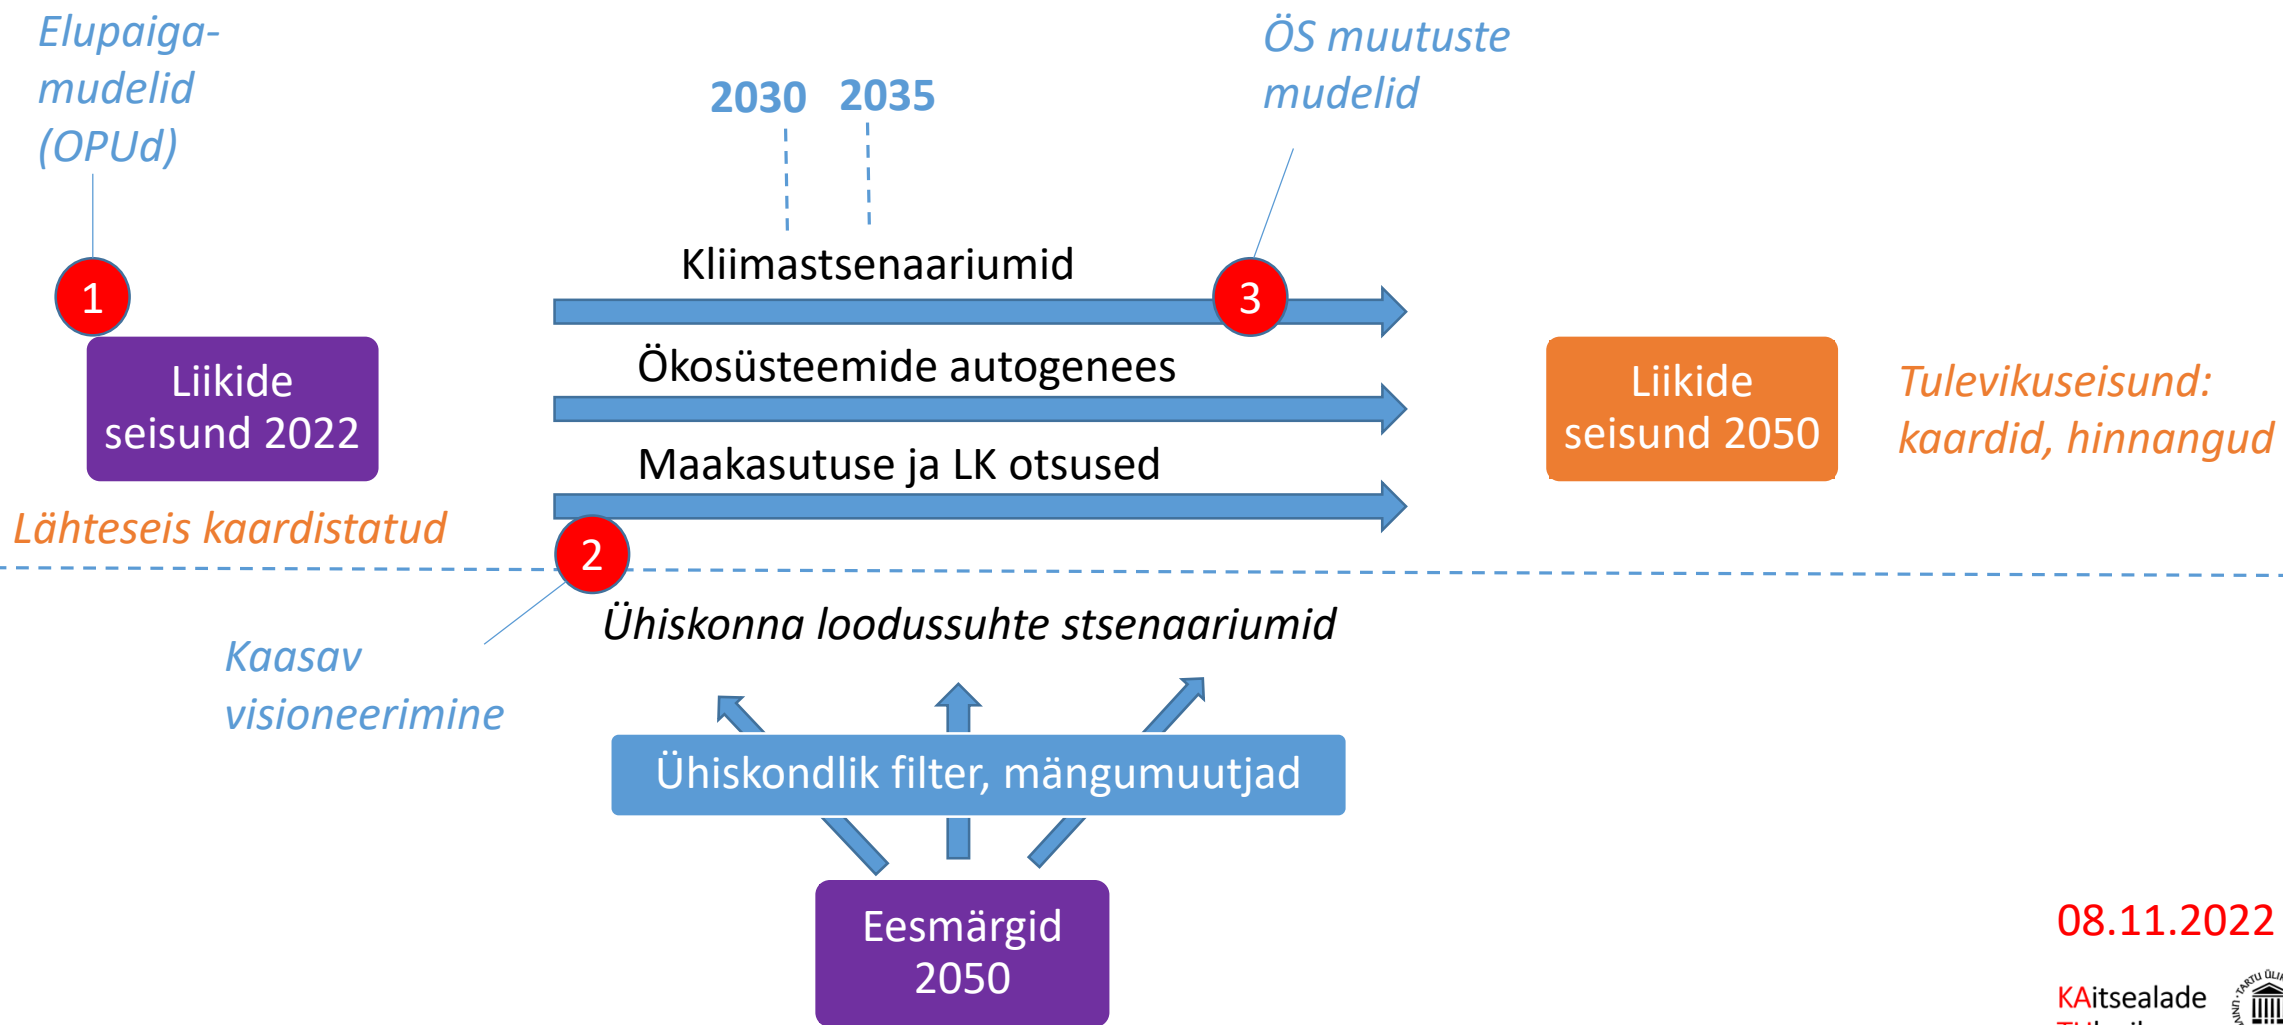 Elupaiga-
mudelid
(OPUd)
2030 2035
ÖS muutuste
mudelid
Kliimastsenaariumid
1
3
Liikide
seisund 2022
Ökosüsteemide autogenees
Maakasutuse ja LK otsused
Liikide
seisund 2050
Tulevikuseisund:
kaardid, hinnangud
Lähteseis kaardistatud
2
Ühiskonna loodussuhte stsenaariumid
Kaasav
visioneerimine
Ühiskondlik filter, mängumuutjad
Eesmärgid
2050
08.11.2022
KAitsealade